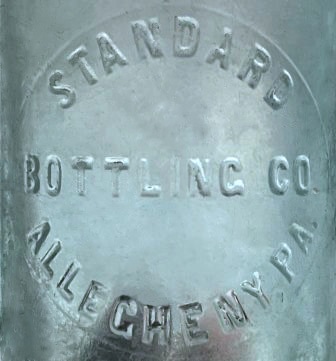 STANDARD
BOTTLING CO.
ALLEGHENY, PA.